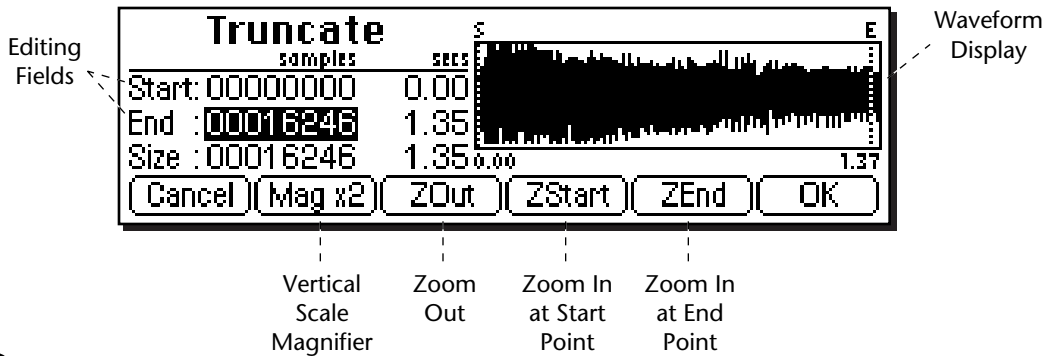 Editing
Fields
Truncate
samples secs
Start: 00000000 0.00
End : 00016246 1.35
Size : 00016246 1.35
S E
0.00 1.37
Cancel Mag x2 ZOut ZStart ZEnd OK
Waveform
Display
Vertical
Scale
Magnifier
Zoom
Out
Zoom In
at Start
Point
Zoom In
at End
Point